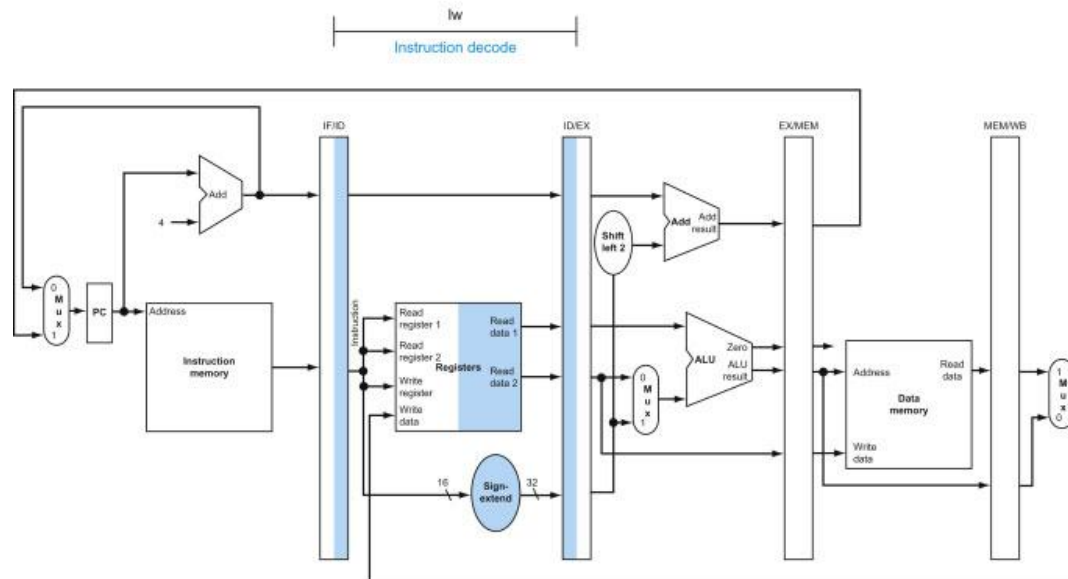 lw
Instruction decode
IF/ID
ID/EX
EX/MEM
MEM/WB
Add
4
Shift
left 2
Add
Add
result
0
M
u
x
1
PC
Address
Instruction
memory
Instruction
Read
register 1
Read
register 2
Registers
Write
register
Write
data
Read
data 1
Read
data 2
16
Sign-
extend
32
0
M
u
x
1
Zero
ALU
ALU
result
Address
Read
data
Data
memory
Write
data
1
M
u
x
0